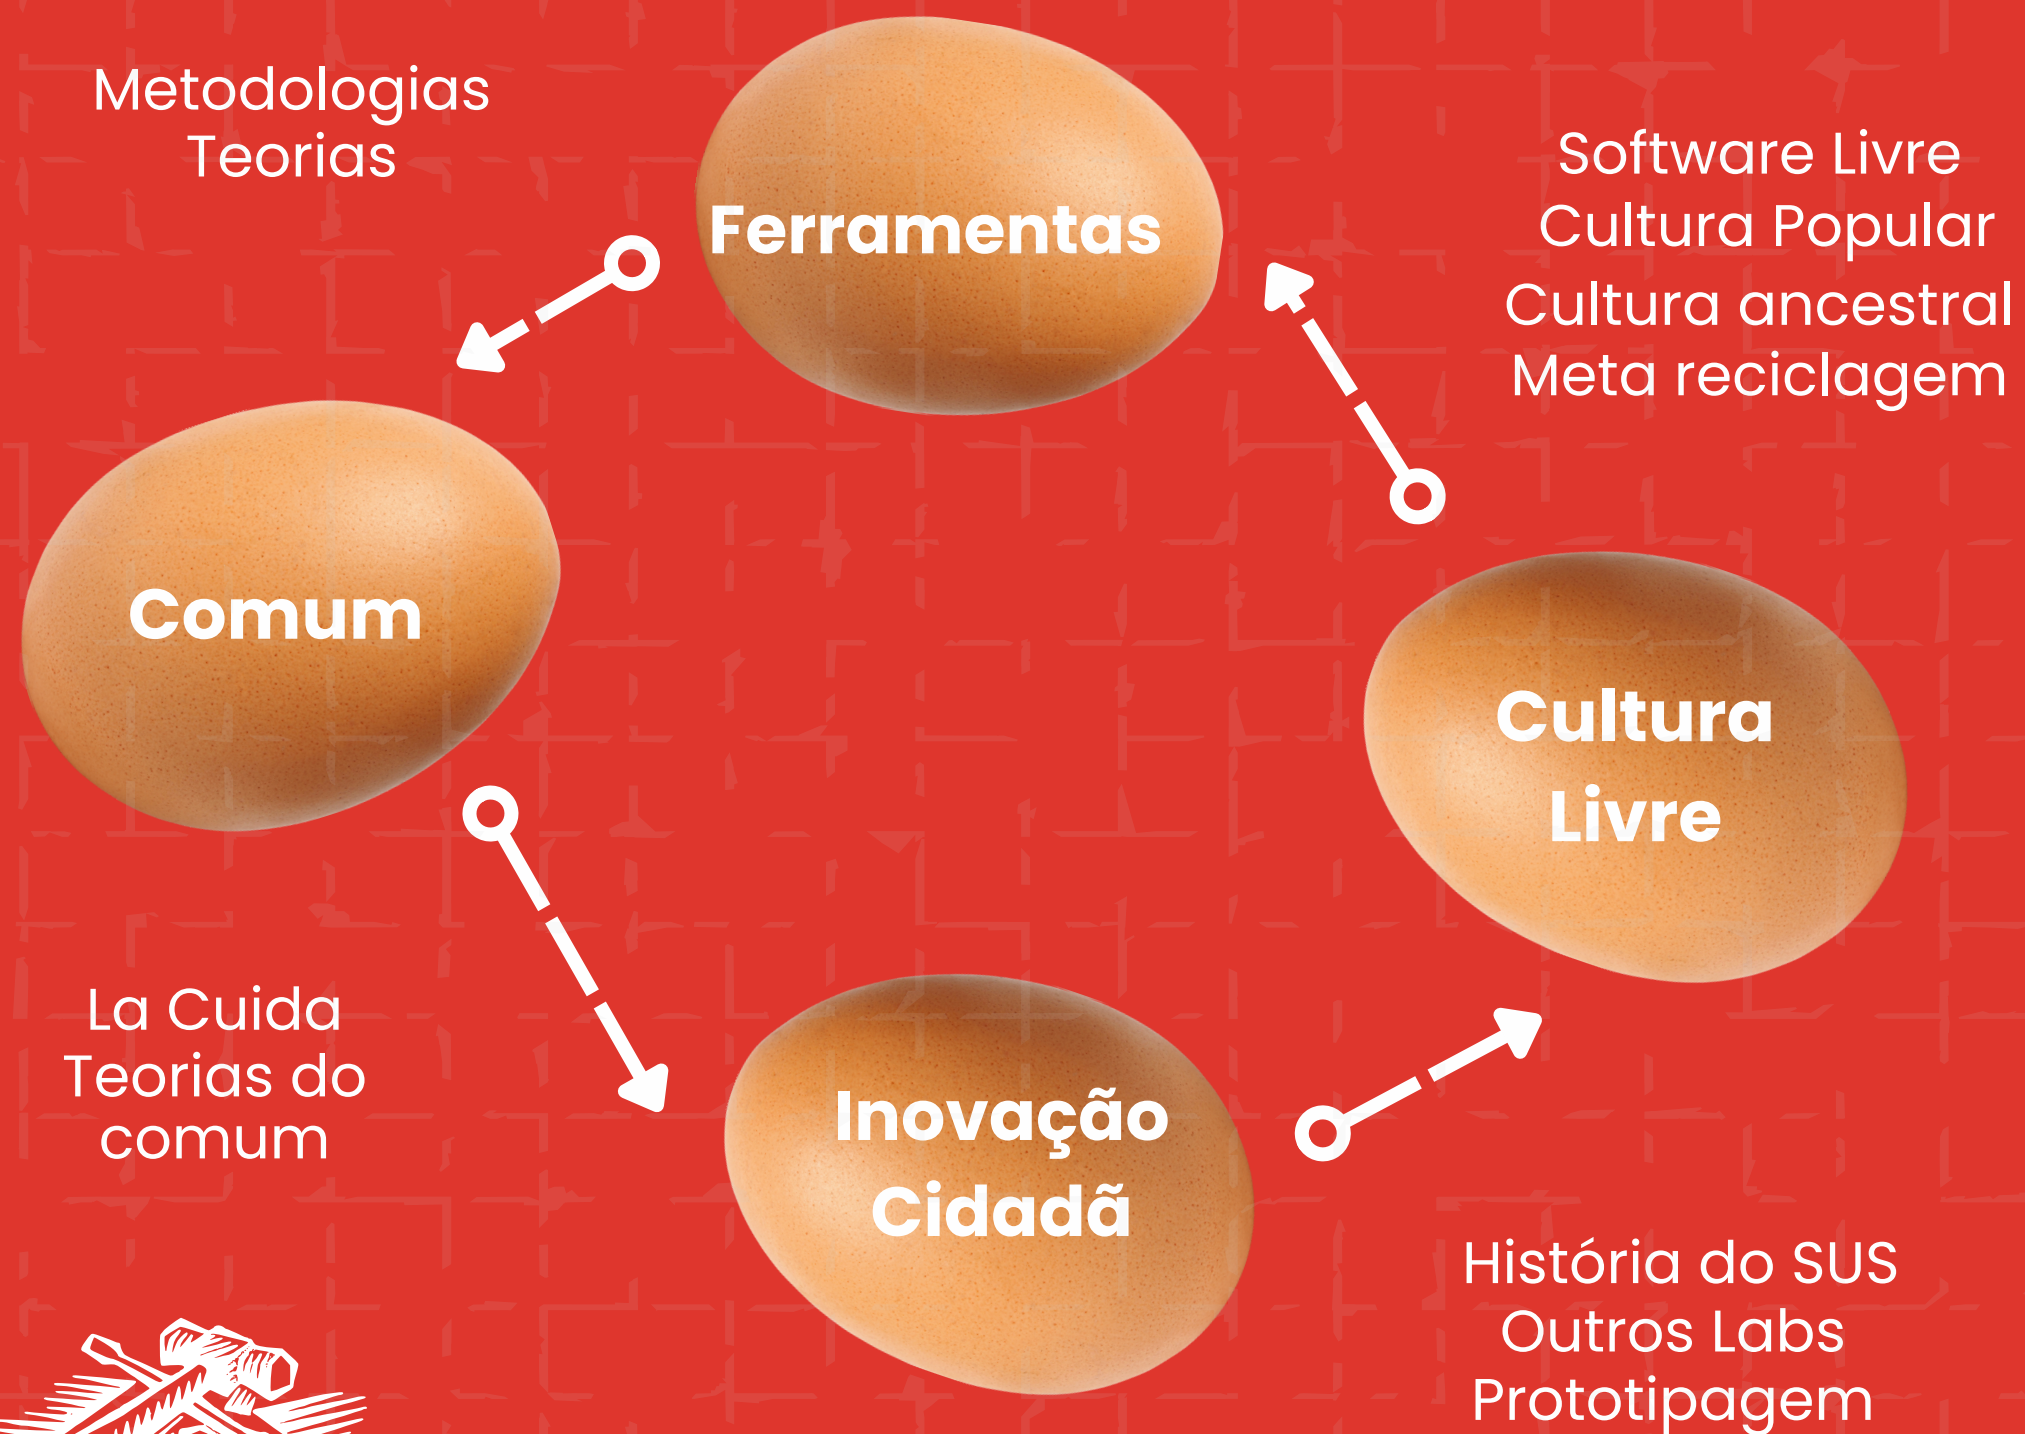 Metodologias
Teorias
Ferramentas
Software Livre
Cultura Popular
Cultura ancestral
Meta reciclagem
Comum
Cultura
Livre
La Cuida
Teorias do
comum
Inovação
Cidadã
História do SUS
Outros Labs
Prototipagem